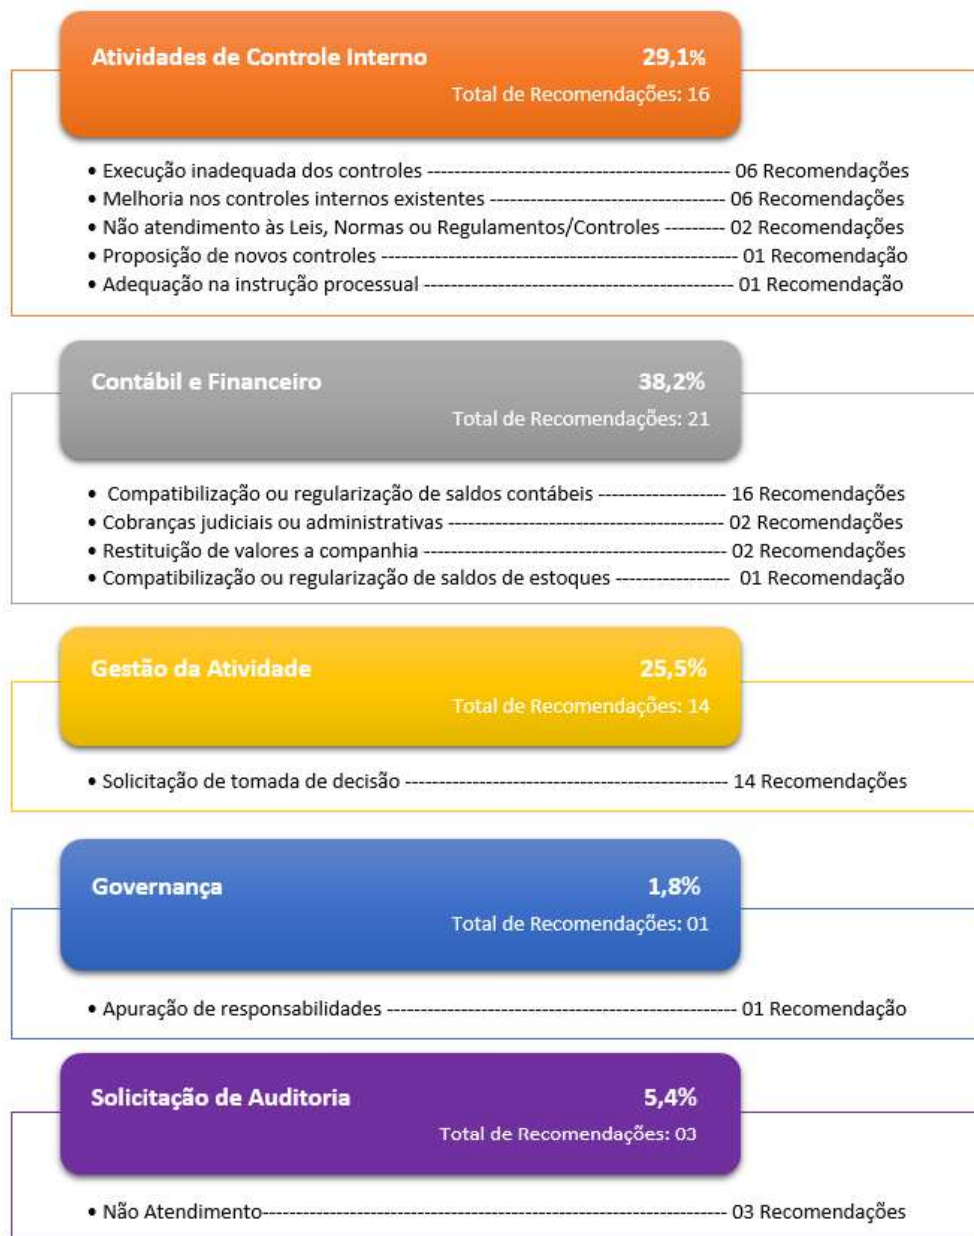 Atividades de Controle Interno 29,1%
Total de Recomendações: 16
• Execução inadequada dos controles --------------------------------------------- 06 Recomendações
• Melhoria nos controles internos existentes ----------------------------------- 06 Recomendações
• Não atendimento às Leis, Normas ou Regulamentos/Controles --------- 02 Recomendações
• Proposição de novos controles ----------------------------------------------------- 01 Recomendação
• Adequação na instrução processual ---------------------------------------------- 01 Recomendação
Contábil e Financeiro 38,2%
Total de Recomendações: 21
• Compatibilização ou regularização de saldos contábeis ------------------- 16 Recomendações
• Cobranças judiciais ou administrativas ----------------------------------------- 02 Recomendações
• Restituição de valores a companhia --------------------------------------------- 02 Recomendações
• Compatibilização ou regularização de saldos de estoques ----------------- 01 Recomendação
Gestão da Atividade 25,5%
Total de Recomendações: 14
• Solicitação de tomada de decisão ------------------------------------------------ 14 Recomendações
Governança 1,8%
Total de Recomendações: 01
• Apuração de responsabilidades ---------------------------------------------------- 01 Recomendação
Solicitação de Auditoria 5,4%
Total de Recomendações: 03
• Não Atendimento--------------------------------------------------------------------- 03 Recomendações